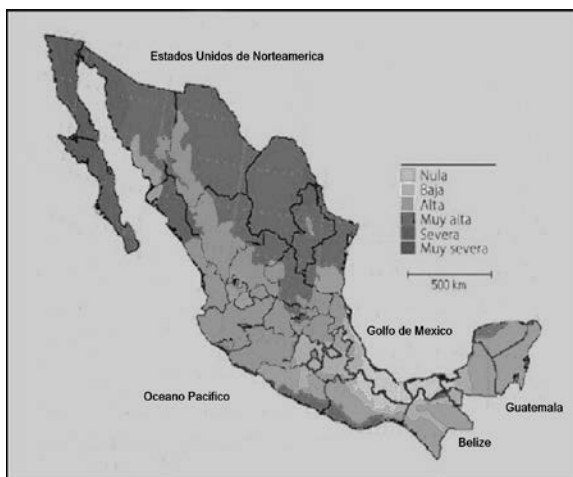 Estados Unidos de Norteamerica
Nula
Baja
Alta
Muy alta
Severa
Muy severa
500 km
Golfo de Mexico
Oceano Pacifico
Guatemala
Belize